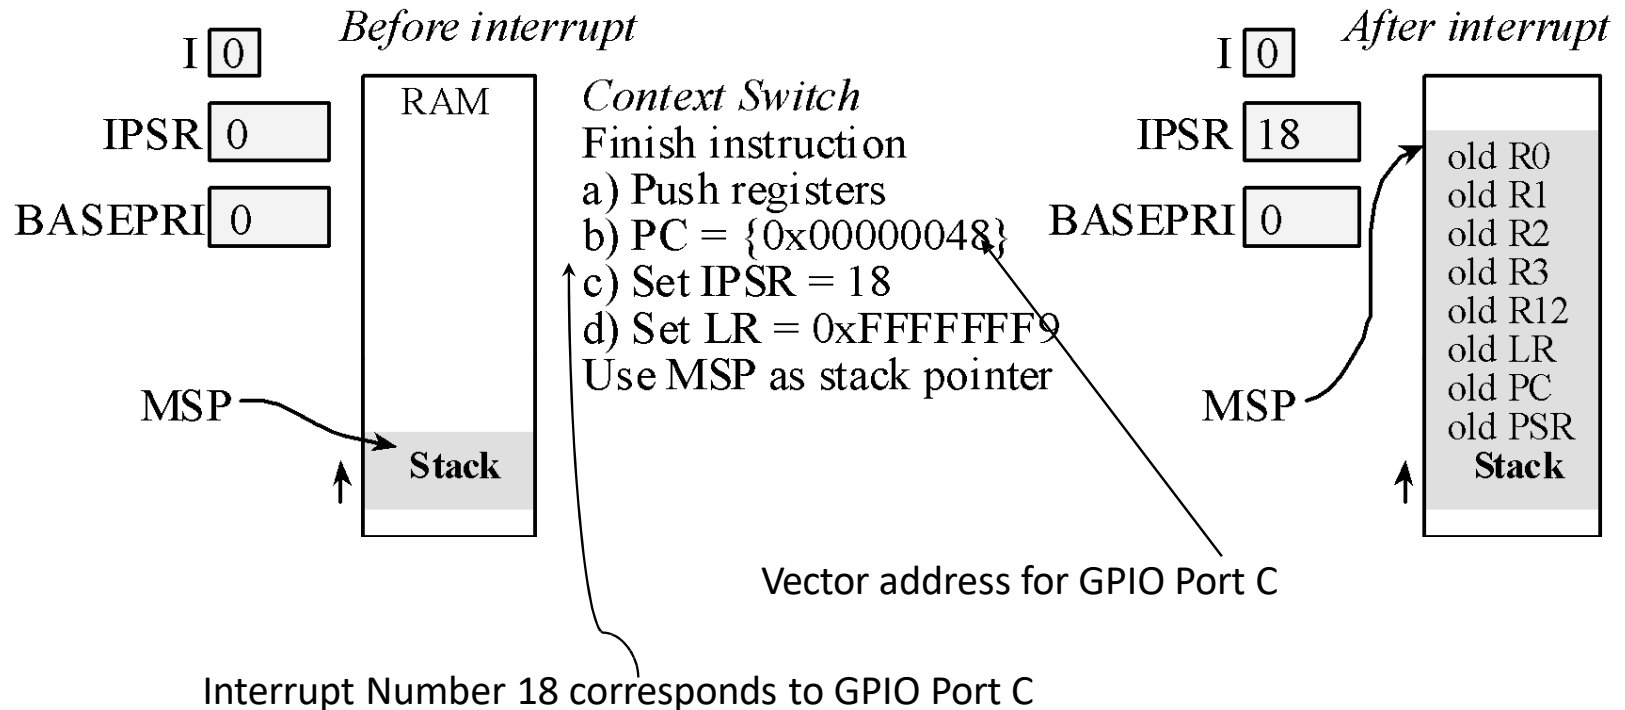 Before interrupt
I 0
IPSR 0
BASEPRI 0
RAM
MSP
Stack
Context Switch
Finish instruction
a) Push registers
b) PC = {0x00000048}
c) Set IPSR = 18
d) Set LR = 0xFFFFFFF9
Use MSP as stack pointer
After interrupt
I 0
IPSR 18
BASEPRI 0
MSP
old R0
old R1
old R2
old R3
old R12
old LR
old PC
old PSR
Stack
Vector address for GPIO Port C
Interrupt Number 18 corresponds to GPIO Port C